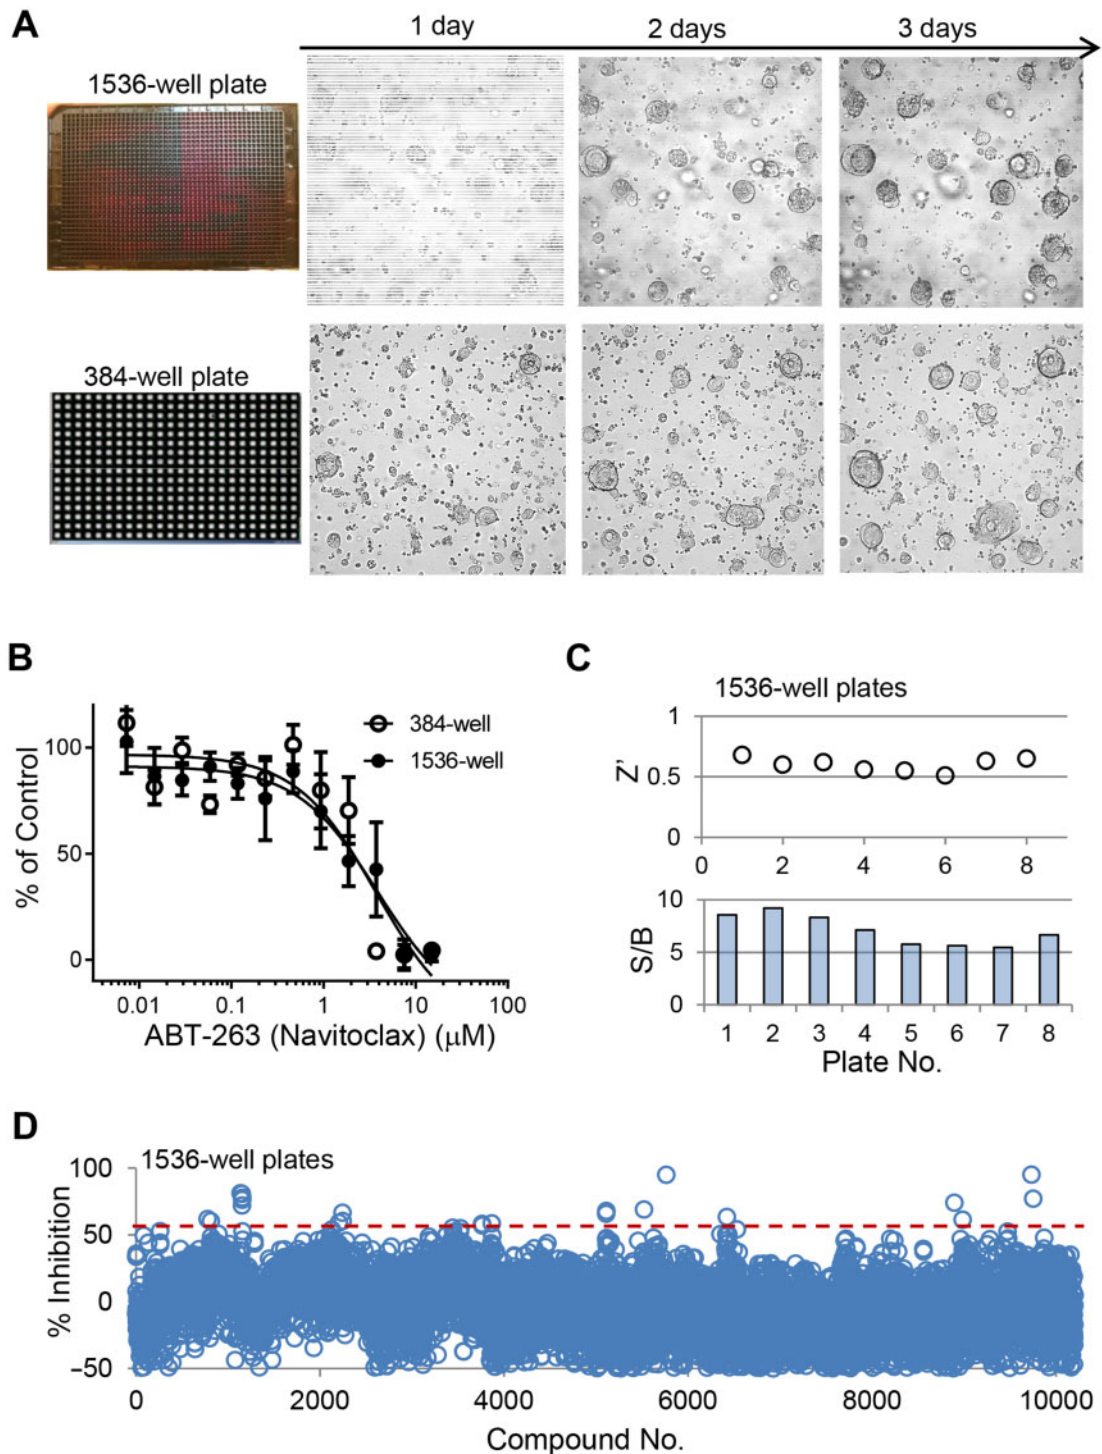 A
1 day 2 days 3 days
1536-well plate
384-well plate
B
% of Control
100
50
0
384-well
1536-well
0.01 0.1 1 10 100
ABT-263 (Navitoclax) (μM)
C
1536-well plates
Z'
1
0.5
0
0 2 4 6 8
S/B
10
5
0
1 2 3 4 5 6 7 8
Plate No.
D
1536-well plates
% Inhibition
100
50
0
–50
0 2000 4000 6000 8000 10000
Compound No.